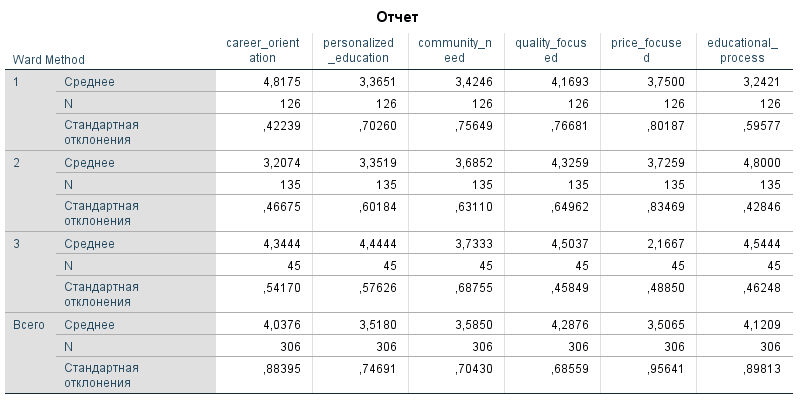 Отчет
Ward Method career_orientation personalized_education community_need quality_focused price_focused educational_process
1 Среднее 4,8175 3,3651 3,4246 4,1693 3,7500 3,2421
N 126 126 126 126 126 126
Стандартная отклонения ,42239 ,70260 ,75649 ,76681 ,80187 ,59577
2 Среднее 3,2074 3,3519 3,6852 4,3259 3,7259 4,8000
N 135 135 135 135 135 135
Стандартная отклонения ,46675 ,60184 ,63110 ,64962 ,83469 ,42846
3 Среднее 4,3444 4,4444 3,7333 4,5037 2,1667 4,5444
N 45 45 45 45 45 45
Стандартная отклонения ,54170 ,57626 ,68755 ,45849 ,48850 ,46248
Всего Среднее 4,0376 3,5180 3,5850 4,2876 3,5065 4,1209
N 306 306 306 306 306 306
Стандартная отклонения ,88395 ,74691 ,70430 ,68559 ,95641 ,89813